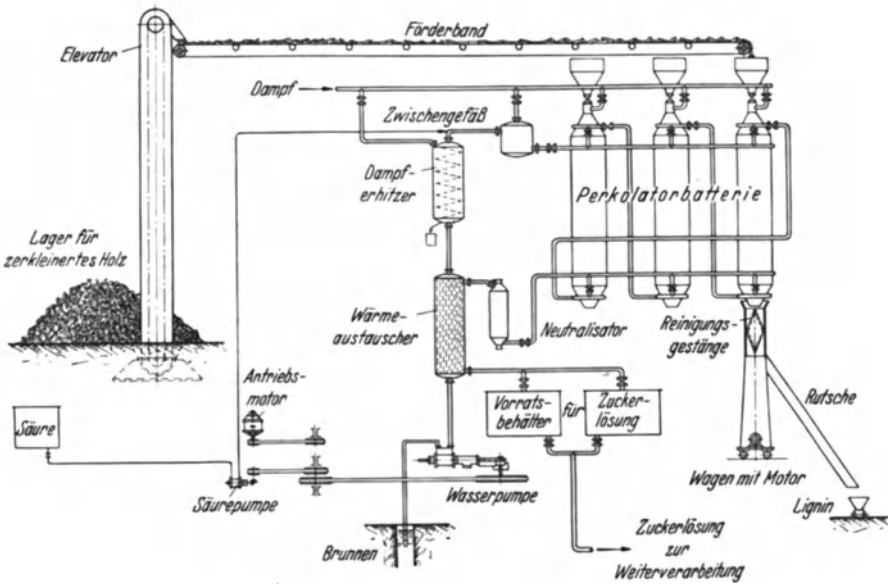 Elevator
Förderband
Dampf
Zwischengefäß
Dampf-
erhitzer
Perkolatorbatterie
Lager für
zerkleinertes Holz
Wärme-
austauscher
Neutralisator
Reinigungs-
gestänge
Antriebs-
motor
Vorrats-
behälter
für
Zucker-
lösung
Rutsche
Säure
Säurepumpe
Wasserpumpe
Wagen mit Motor
Lignin
Brunnen
Zuckerlösung
zur
Weiterverarbeitung